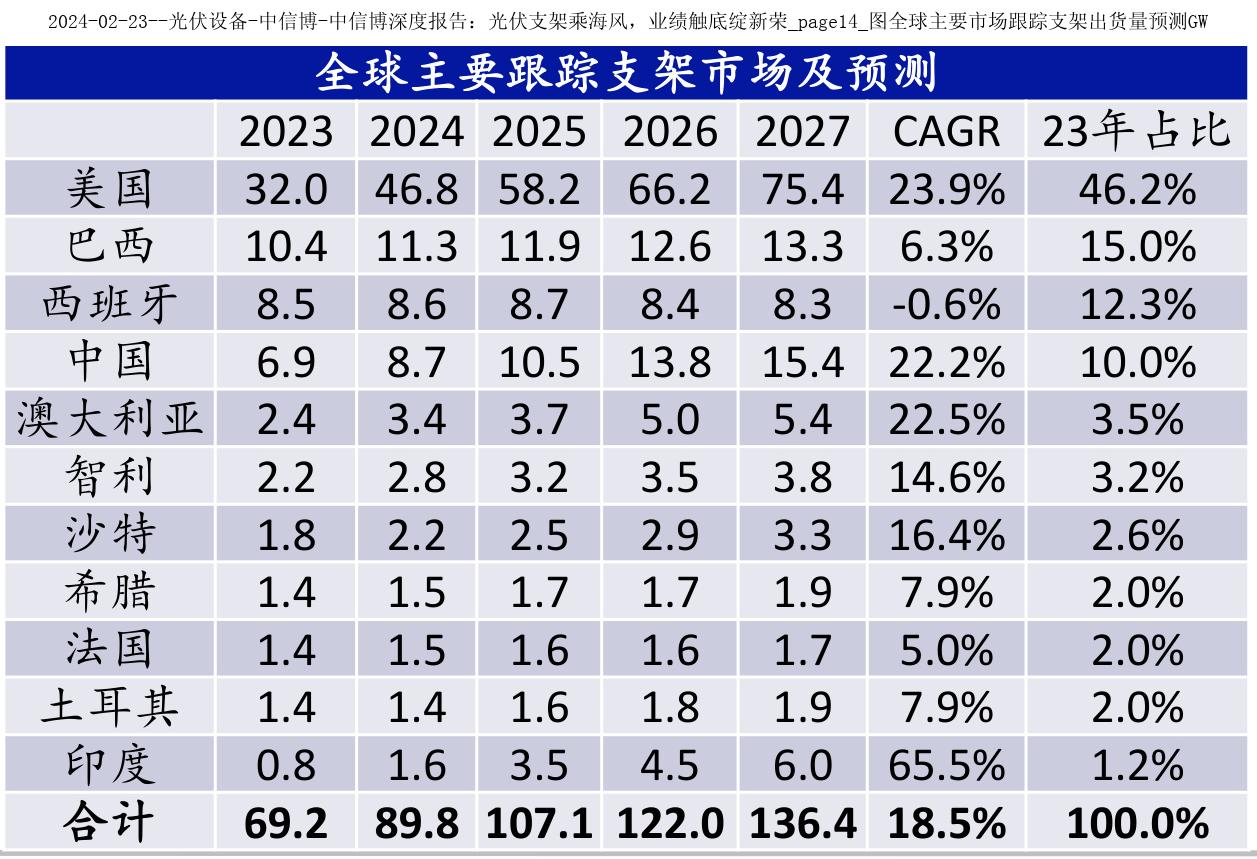 2024-02-23--光伏设备-中信博-中信博深度报告：光伏支架乘海风，业绩触底绽新荣_page14_图全球主要市场跟踪支架出货量预测GW
全球主要跟踪支架市场及预测
2023 2024 2025 2026 2027 CAGR 23年占比
美国 32.0 46.8 58.2 66.2 75.4 23.9% 46.2%
巴西 10.4 11.3 11.9 12.6 13.3 6.3% 15.0%
西班牙 8.5 8.6 8.7 8.4 8.3 -0.6% 12.3%
中国 6.9 8.7 10.5 13.8 15.4 22.2% 10.0%
澳大利亚 2.4 3.4 3.7 5.0 5.4 22.5% 3.5%
智利 2.2 2.8 3.2 3.5 3.8 14.6% 3.2%
沙特 1.8 2.2 2.5 2.9 3.3 16.4% 2.6%
希腊 1.4 1.5 1.7 1.7 1.9 7.9% 2.0%
法国 1.4 1.5 1.6 1.6 1.7 5.0% 2.0%
土耳其 1.4 1.4 1.6 1.8 1.9 7.9% 2.0%
印度 0.8 1.6 3.5 4.5 6.0 65.5% 1.2%
合计 69.2 89.8 107.1 122.0 136.4 18.5% 100.0%